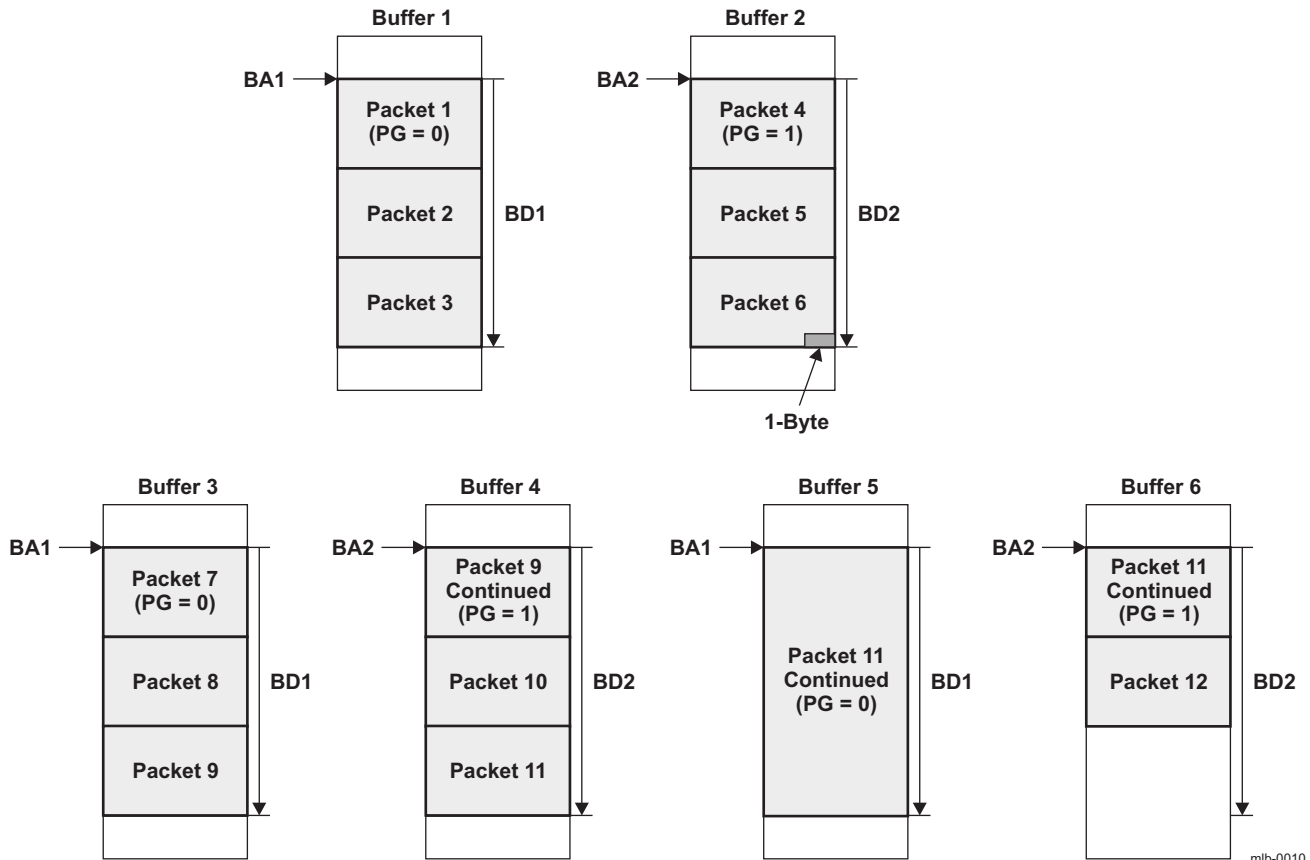 Buffer 1
Buffer 2
BA1
Packet 1
(PG = 0)
Packet 2
Packet 3
BD1
BA2
Packet 4
(PG = 1)
Packet 5
Packet 6
BD2
1-Byte
Buffer 3
Buffer 4
Buffer 5
Buffer 6
BA1
Packet 7
(PG = 0)
Packet 8
Packet 9
BD1
BA2
Packet 9
Continued
(PG = 1)
Packet 10
Packet 11
BD2
BA1
Packet 11
Continued
(PG = 0)
BD1
BA2
Packet 11
Continued
(PG = 1)
Packet 12
BD2
mlb-0010